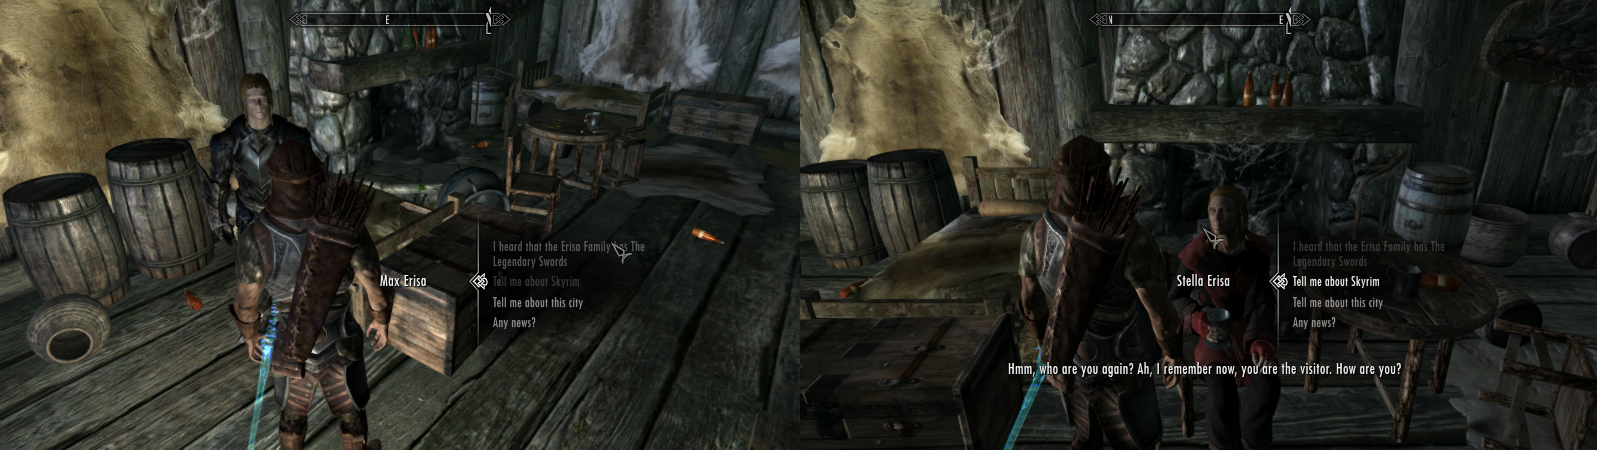 E
I heard that the Erisa Family has The
Legendary Swords
Max Erisa
Tell me about Skyrim
Tell me about this city
Any news?
N E
I heard that the Erisa Family has The
Legendary Swords
Stella Erisa
Tell me about Skyrim
Tell me about this city
Any news?
Hmm, who are you again? Ah, I remember now, you are the visitor. How are you?